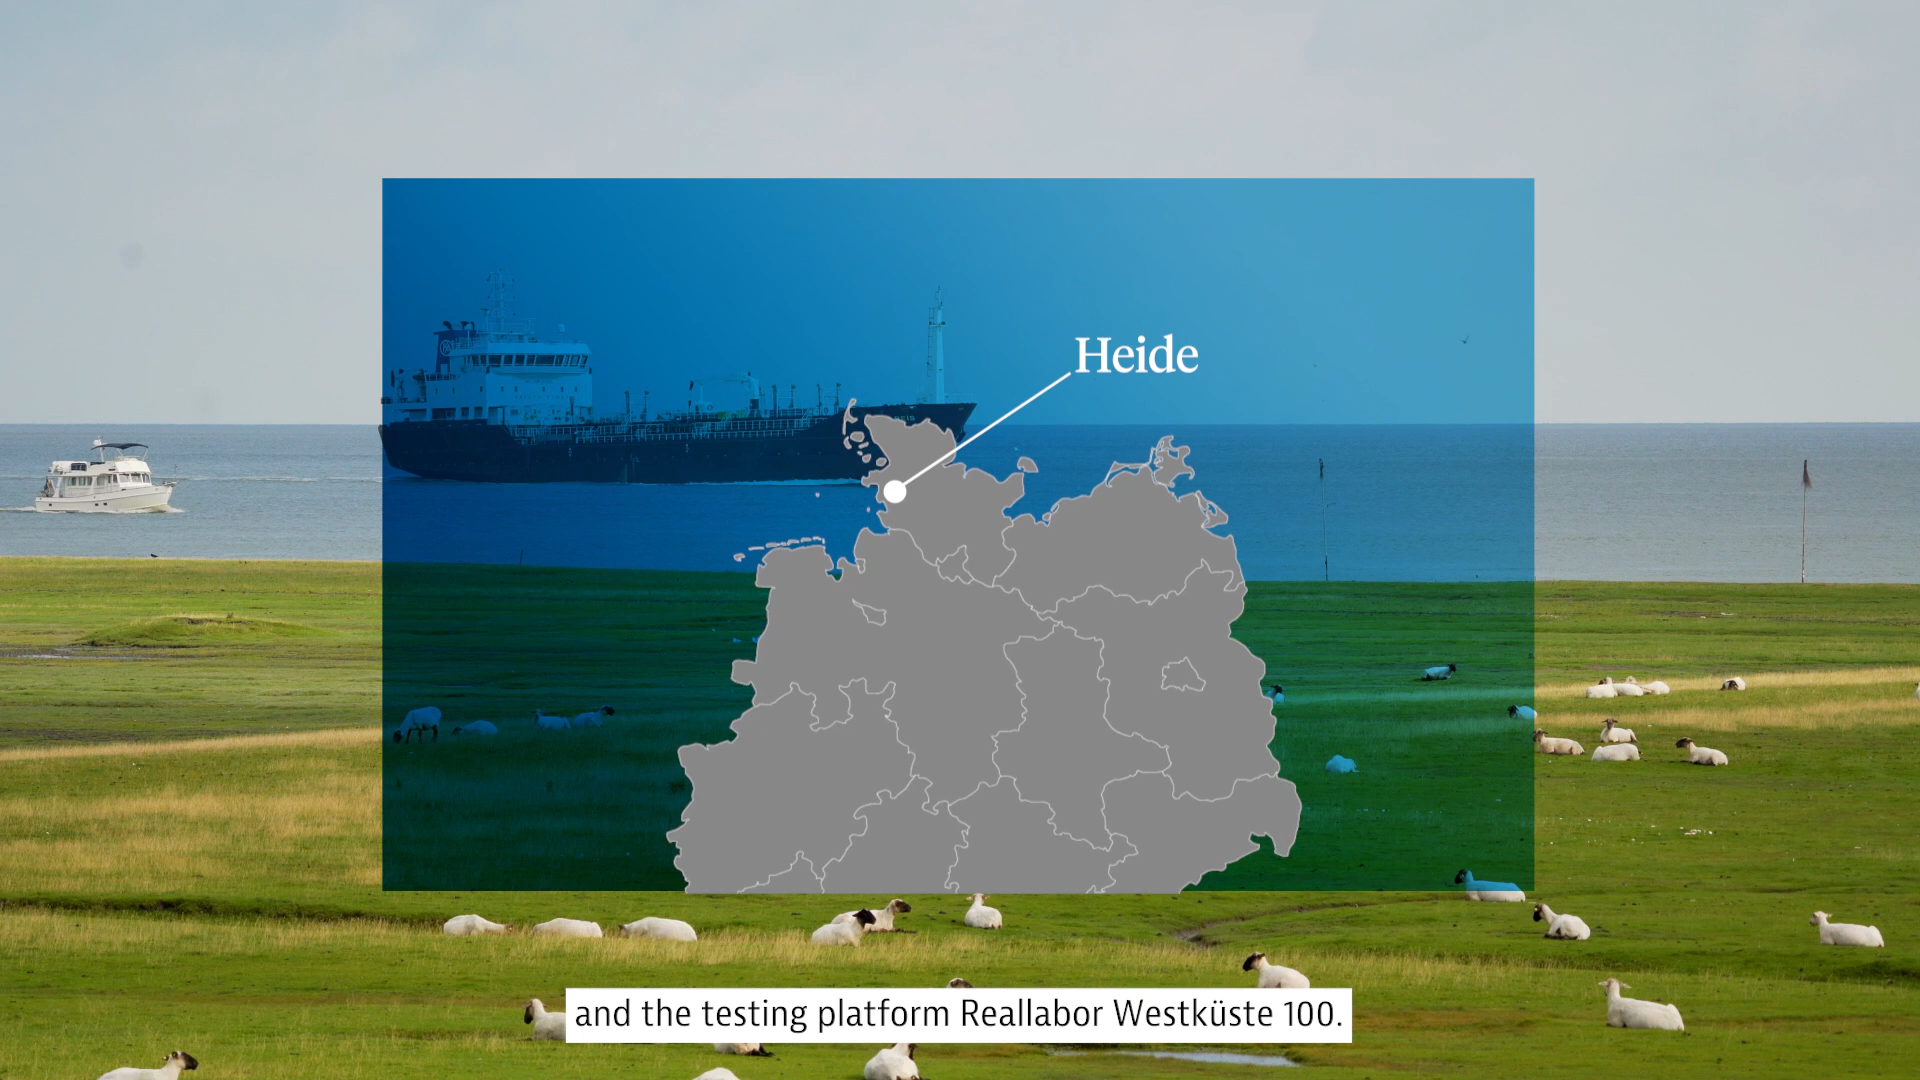 Heide
and the testing platform Reallabor Westküste 100.